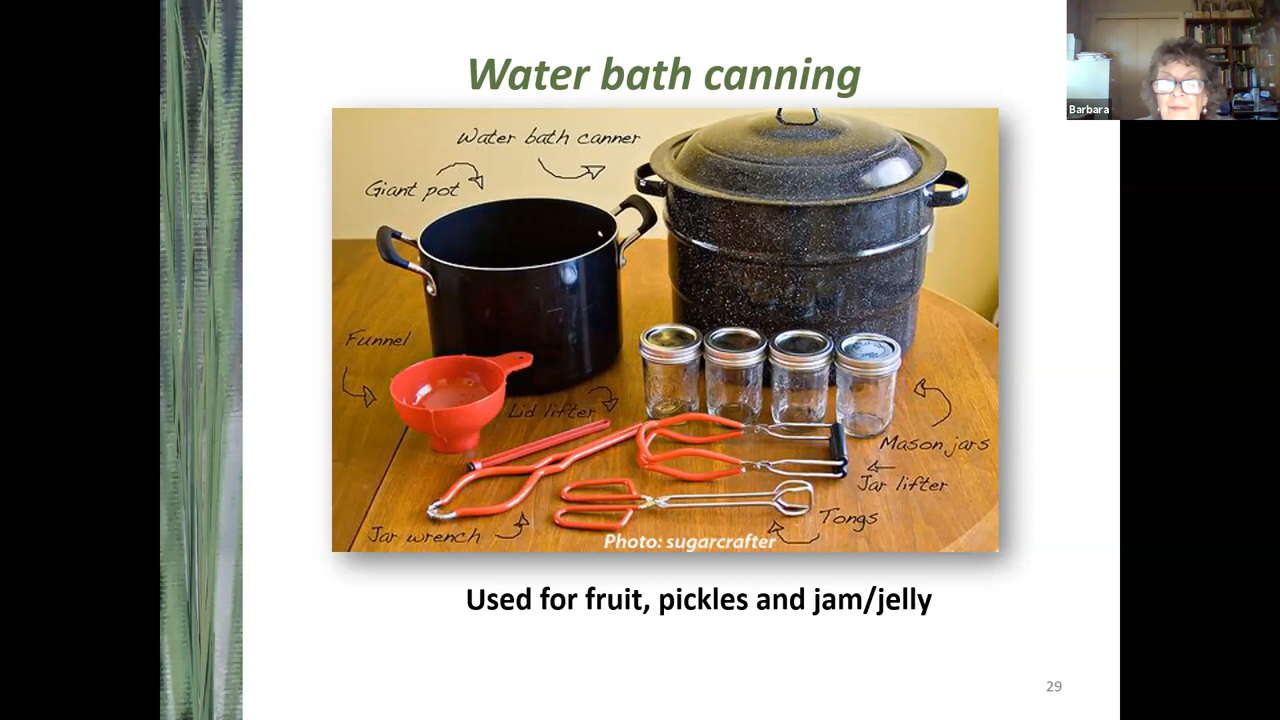 Water bath canning
Barbara
Water bath canner
Giant pot
Funnel
Lid lifter
Mason jars
Jar lifter
Tongs
Jar wrench
Photo: sugarcrafter
Used for fruit, pickles and jam/jelly
29